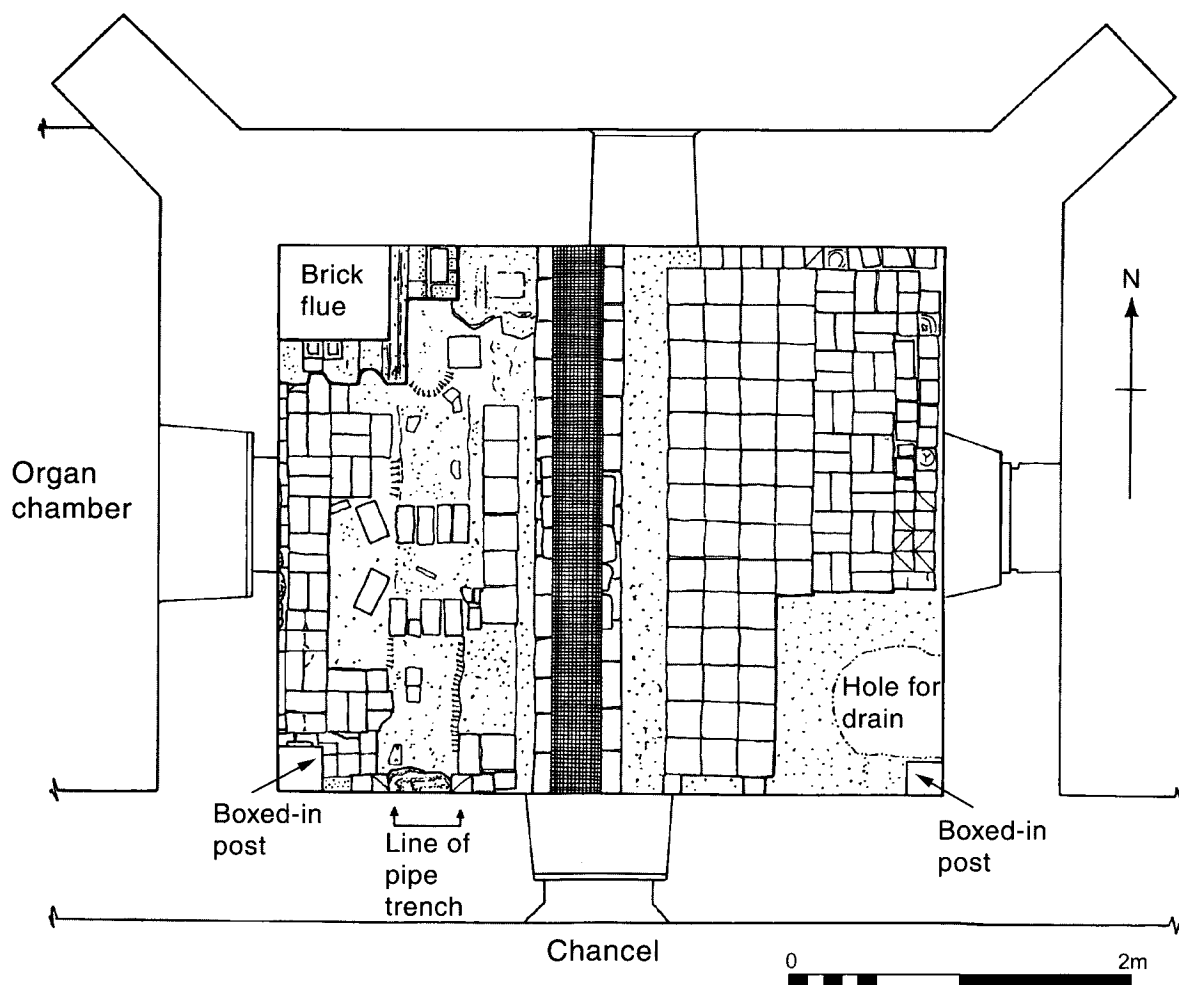 N
Brick
flue
Organ
chamber
Hole for
drain
Boxed-in
post
Line of
pipe
trench
Boxed-in
post
Chancel
0
2m